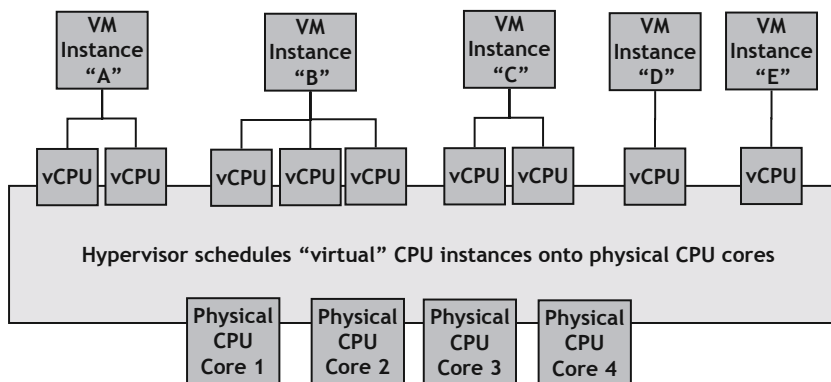 VM
Instance
“A”
VM
Instance
“B”
VM
Instance
“C”
VM
Instance
“D”
VM
Instance
“E”
vCPU
vCPU
vCPU
vCPU
vCPU
vCPU
vCPU
vCPU
vCPU
Hypervisor schedules “virtual” CPU instances onto physical CPU cores
Physical
CPU
Core 1
Physical
CPU
Core 2
Physical
CPU
Core 3
Physical
CPU
Core 4